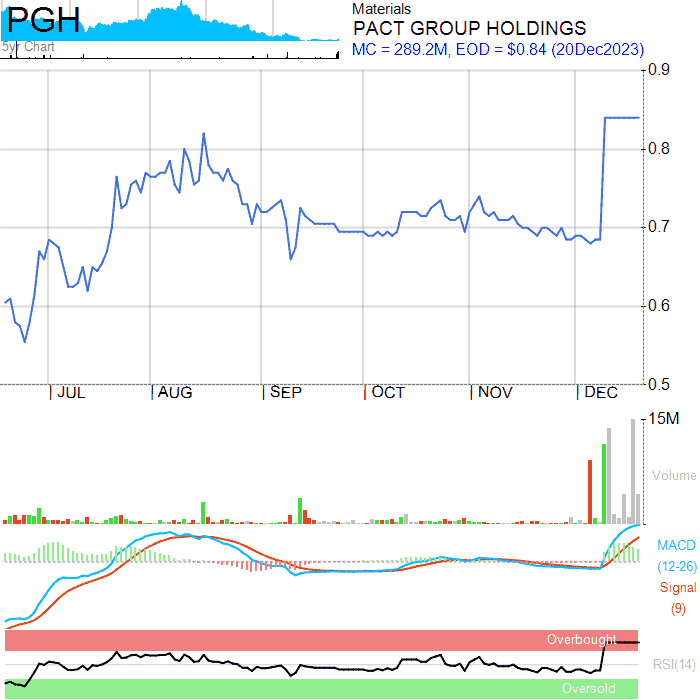 PGH
5yr Chart
Materials
PACT GROUP HOLDINGS
MC = 289.2M, EOD = $0.84 (20Dec2023)
0.9
0.8
0.7
0.6
0.5
JUL AUG SEP OCT NOV DEC
15M
Volume
MACD
(12-26)
Signal
(9)
Overbought
RSI(14)
Oversold